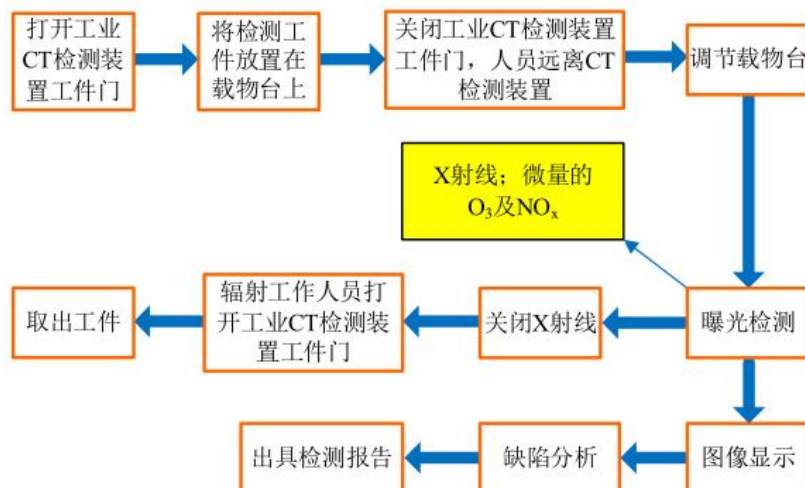 打开工业
CT检测装
置工件门
将检测工
件放置在
载物台上
关闭工业CT检测装置
工件门，人员远离CT
检测装置
调节载物台
X射线；微量的
O₃及NOₓ
取出工件
辐射工作人员打
开工业CT检测装
置工件门
关闭X射线
曝光检测
出具检测报告
缺陷分析
图像显示